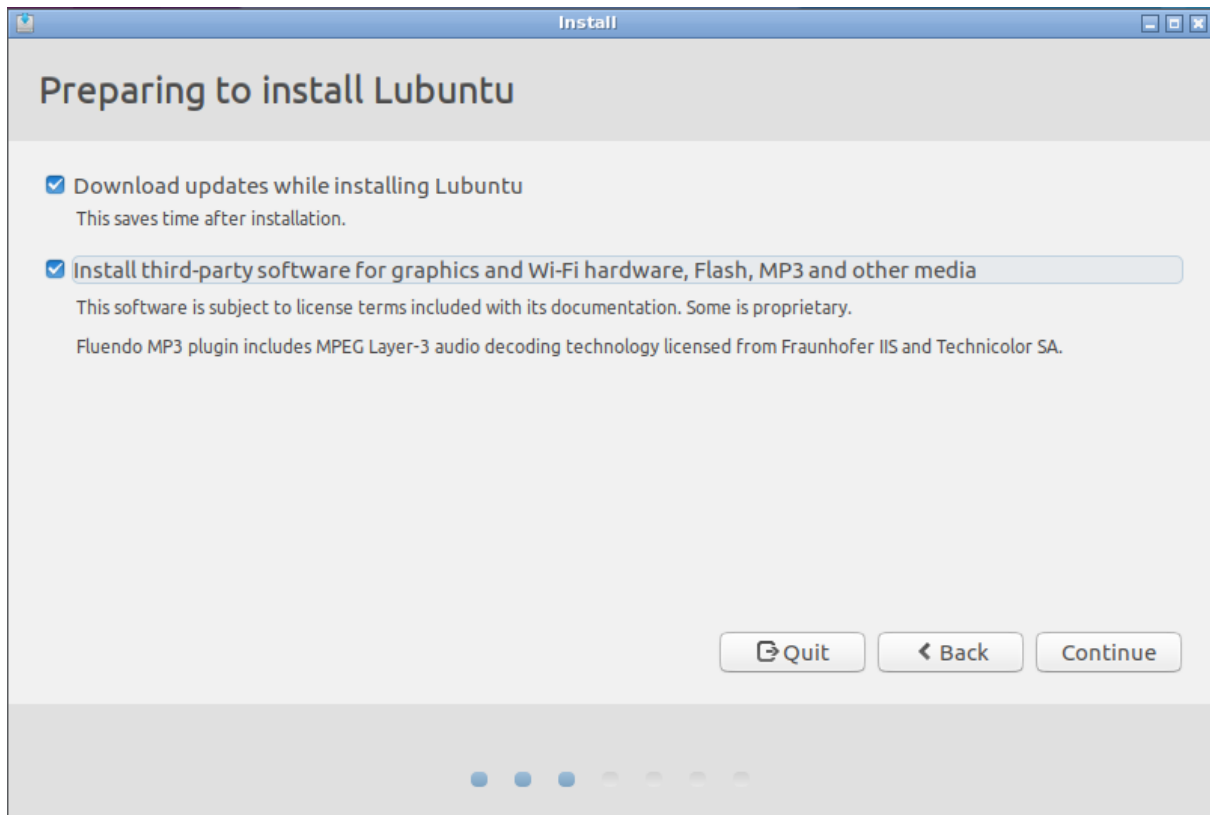 Install
Preparing to install Lubuntu
Download updates while installing Lubuntu
This saves time after installation.
Install third-party software for graphics and Wi-Fi hardware, Flash, MP3 and other media
This software is subject to license terms included with its documentation. Some is proprietary.
Fluendo MP3 plugin includes MPEG Layer-3 audio decoding technology licensed from Fraunhofer IIS and Technicolor SA.
Quit Back Continue